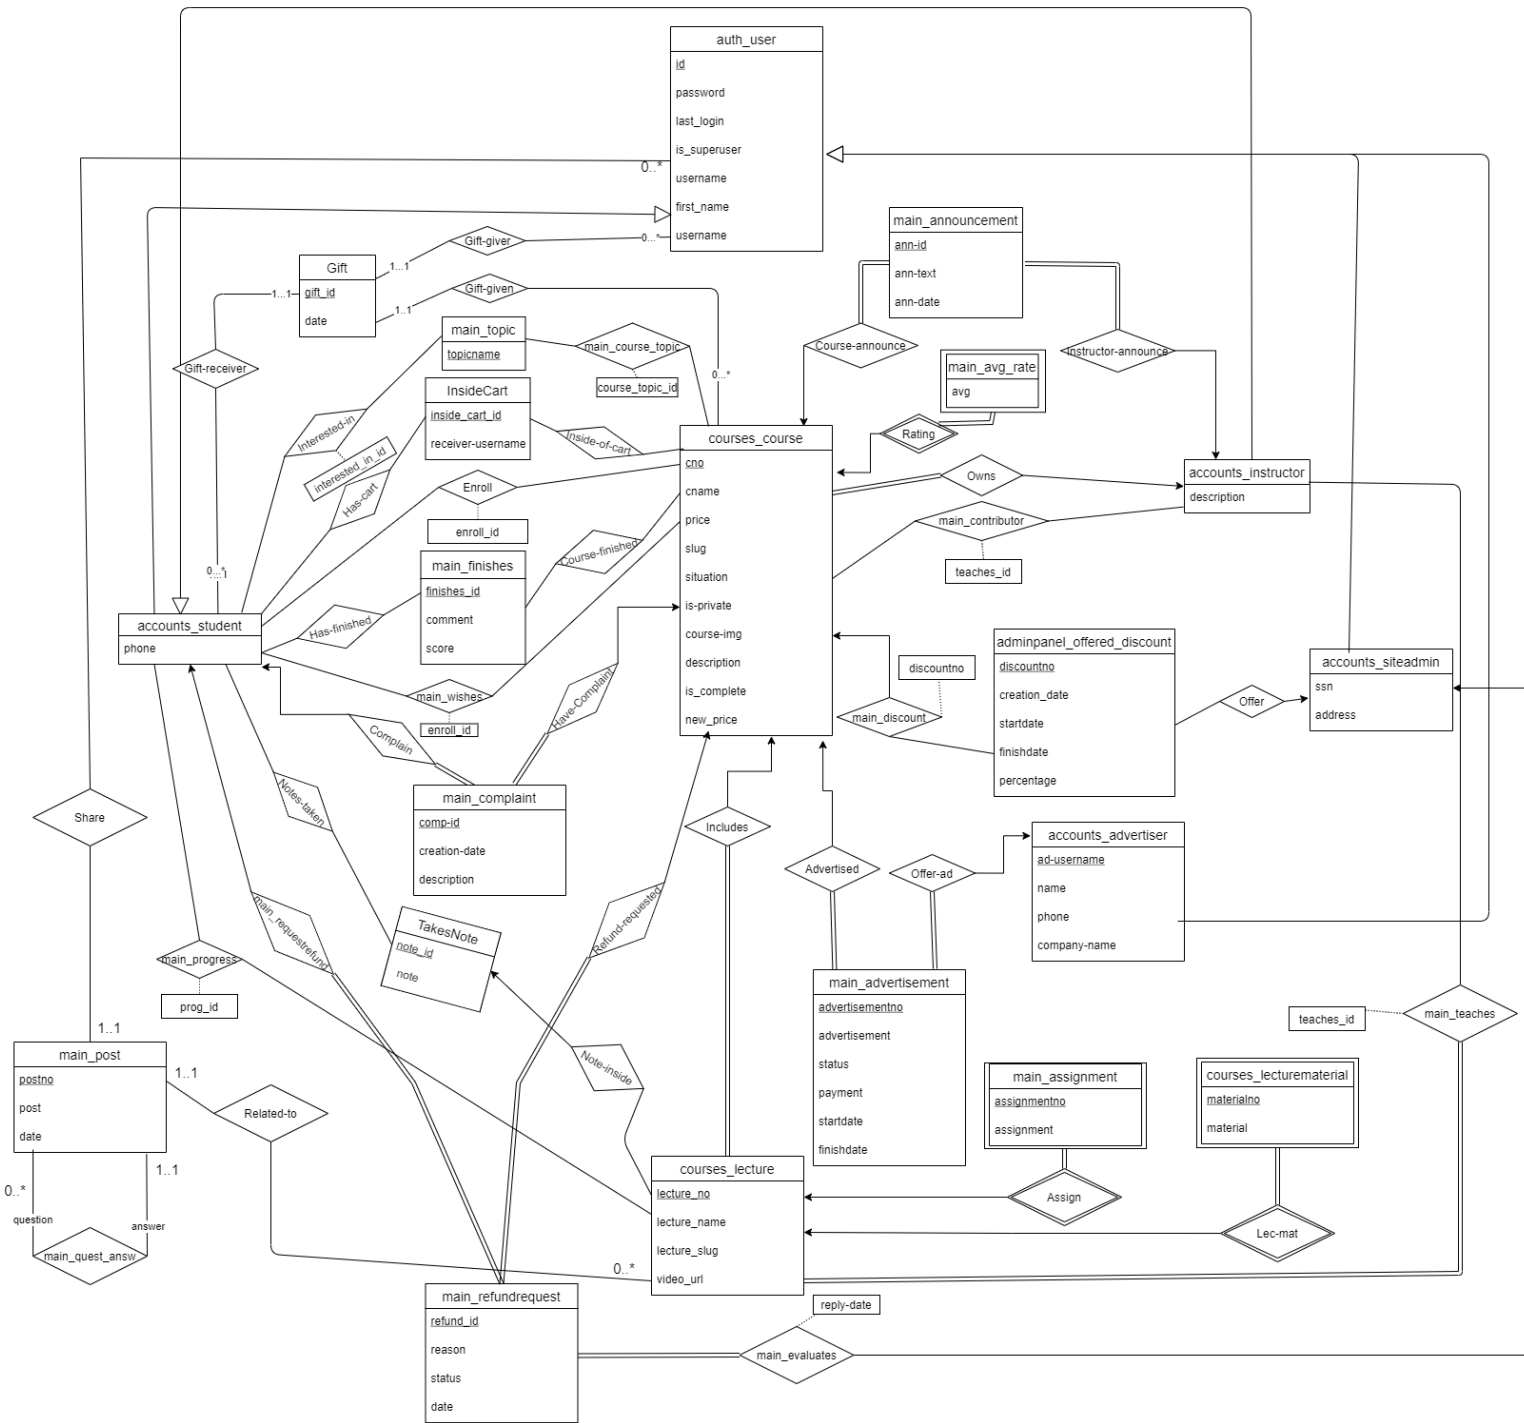 auth_user
id
password
last_login
is_superuser
0..*
username
first_name
username
main_announcement
ann-id
ann-text
ann-date
Gift-giver
0...*
1...1
Gift
gift_id
date
1...1
Gift-given
1..1
main_topic
topicname
main_course_topic
course_topic_id
Course-announce
Instructor-announce
Gift-receiver
0...*
main_avg_rate
avg
InsideCart
inside_cart_id
receiver-username
Interested-in
interested_in_id
Has-cart
Inside-of-cart
Rating
courses_course
cno
cname
price
slug
situation
is-private
course-img
description
is_complete
new_price
Owns
accounts_instructor
description
main_contributor
teaches_id
Enroll
enroll_id
Course-finished
main_finishes
finishes_id
comment
score
0...*
accounts_student
phone
Has-finished
main_wishes
enroll_id
Have-Complain
Complain
adminpanel_offered_discount
discountno
creation_date
startdate
finishdate
percentage
discountno
main_discount
Offer
accounts_siteadmin
ssn
address
main_complaint
comp-id
creation-date
description
Notes-taken
Share
Includes
Advertised
Offer-ad
accounts_advertiser
ad-username
name
phone
company-name
main_requestrefund
Refund-requested
TakesNote
note_id
note
main_progress
prog_id
main_advertisement
advertisementno
advertisement
status
payment
startdate
finishdate
teaches_id
main_teaches
1..1
main_post
postno
post
date
1..1
Related-to
Note-inside
main_assignment
assignmentno
assignment
courses_lecturematerial
materialno
material
1..1
0..*
question
answer
main_quest_answ
courses_lecture
lecture_no
lecture_name
lecture_slug
video_url
Assign
Lec-mat
0..*
main_refundrequest
refund_id
reason
status
date
reply-date
main_evaluates